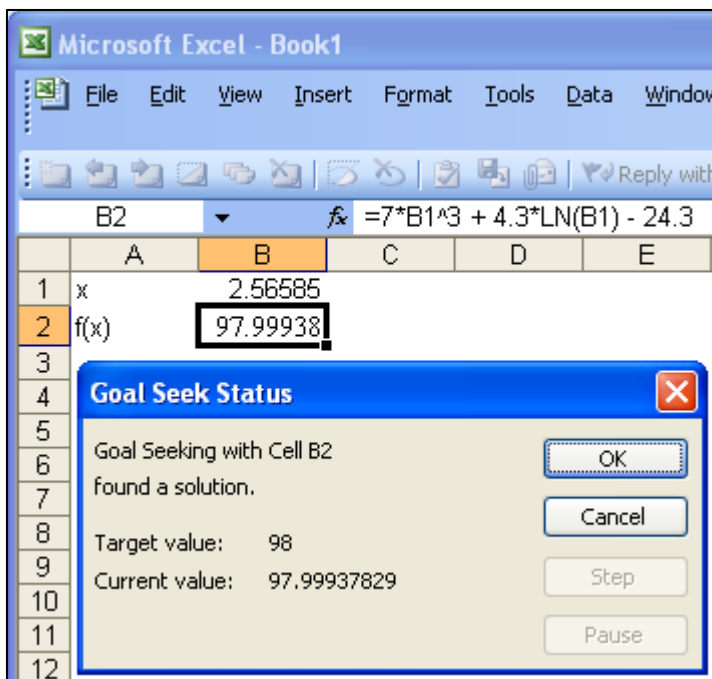 Microsoft Excel - Book1
File Edit View Insert Format Tools Data Window
Reply with
B2 fx =7*B1^3 + 4.3*LN(B1) - 24.3
A B C D E
1 x 2.56585
2 f(x) 97.99938
3
4
5
6
7
8
9
10
11
12
Goal Seek Status
Goal Seeking with Cell B2
found a solution.
Target value: 98
Current value: 97.99937829
OK
Cancel
Step
Pause